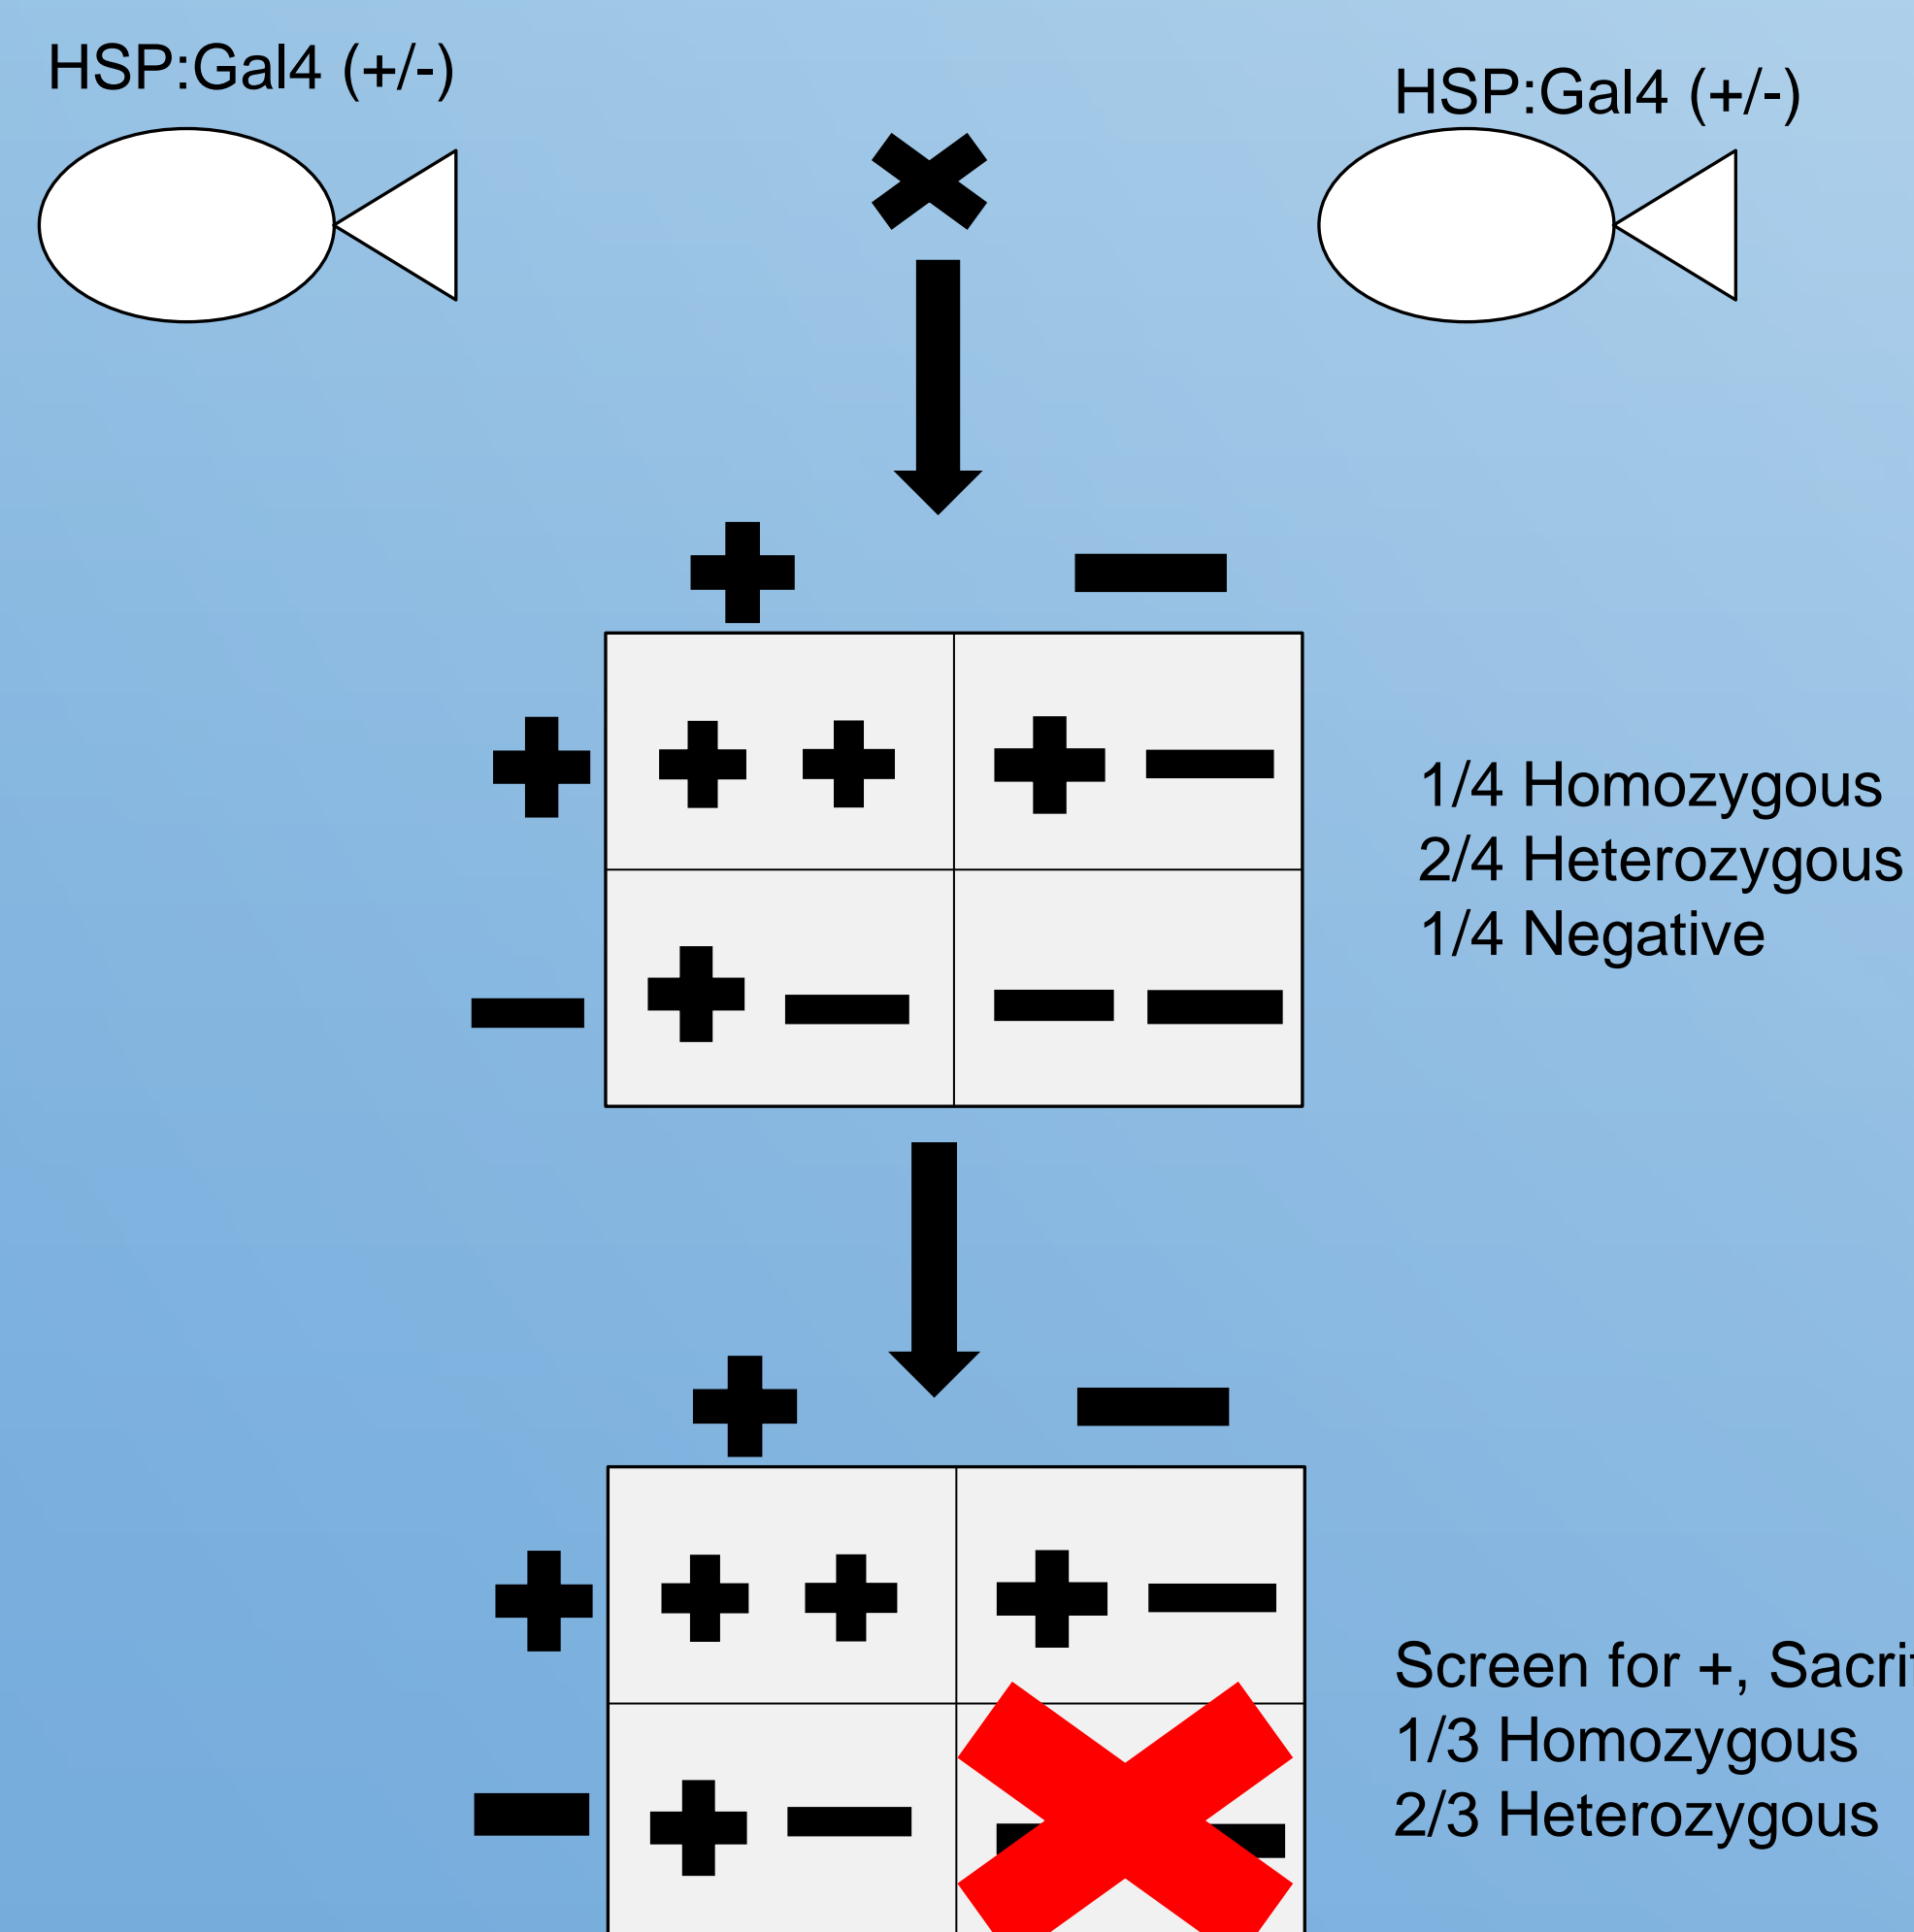 HSP:Gal4 (+/-)
HSP:Gal4 (+/-)
1/4 Homozygous
2/4 Heterozygous
1/4 Negative
Screen for +,
1/3 Homozygous
2/3 Heterozygous